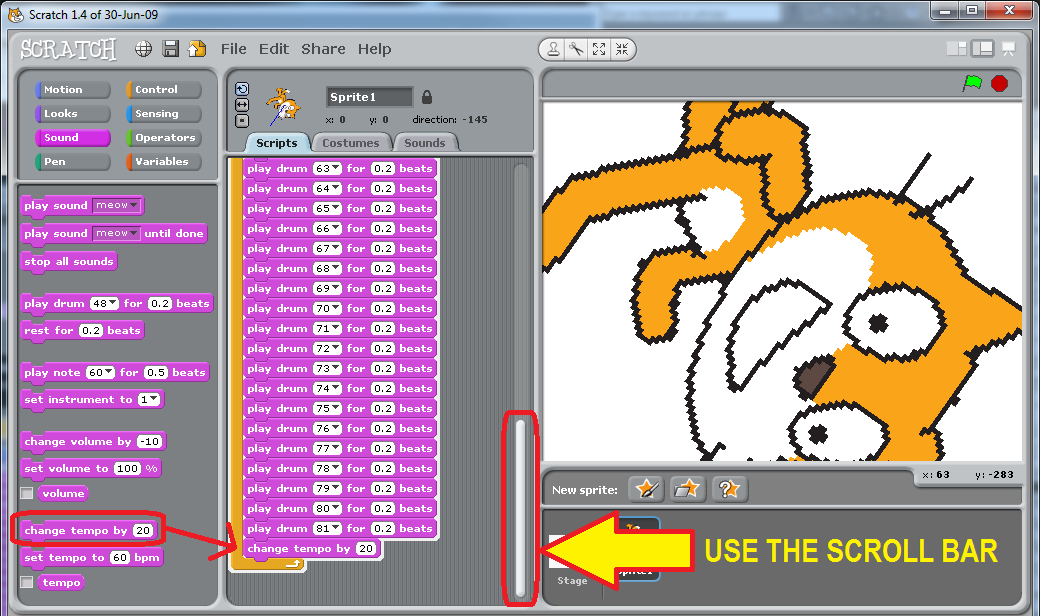 Scratch 1.4 of 30-Jun-09
SCRATCH File Edit Share Help
Motion Control
Looks Sensing
Sound Operators
Pen Variables
play sound meow
play sound meow until done
stop all sounds
play drum 48 for 0.2 beats
rest for 0.2 beats
play note 60 for 0.5 beats
set instrument to 1
change volume by -10
set volume to 100 %
volume
change tempo by 20
set tempo to 60 bpm
tempo
Sprite1
x: 0 y: 0 direction: -145
Scripts Costumes Sounds
play drum 63 for 0.2 beats
play drum 64 for 0.2 beats
play drum 65 for 0.2 beats
play drum 66 for 0.2 beats
play drum 67 for 0.2 beats
play drum 68 for 0.2 beats
play drum 69 for 0.2 beats
play drum 70 for 0.2 beats
play drum 71 for 0.2 beats
play drum 72 for 0.2 beats
play drum 73 for 0.2 beats
play drum 74 for 0.2 beats
play drum 75 for 0.2 beats
play drum 76 for 0.2 beats
play drum 77 for 0.2 beats
play drum 78 for 0.2 beats
play drum 79 for 0.2 beats
play drum 80 for 0.2 beats
play drum 81 for 0.2 beats
change tempo by 20
x: 63 y: -283
New sprite:
USE THE SCROLL BAR
Stage